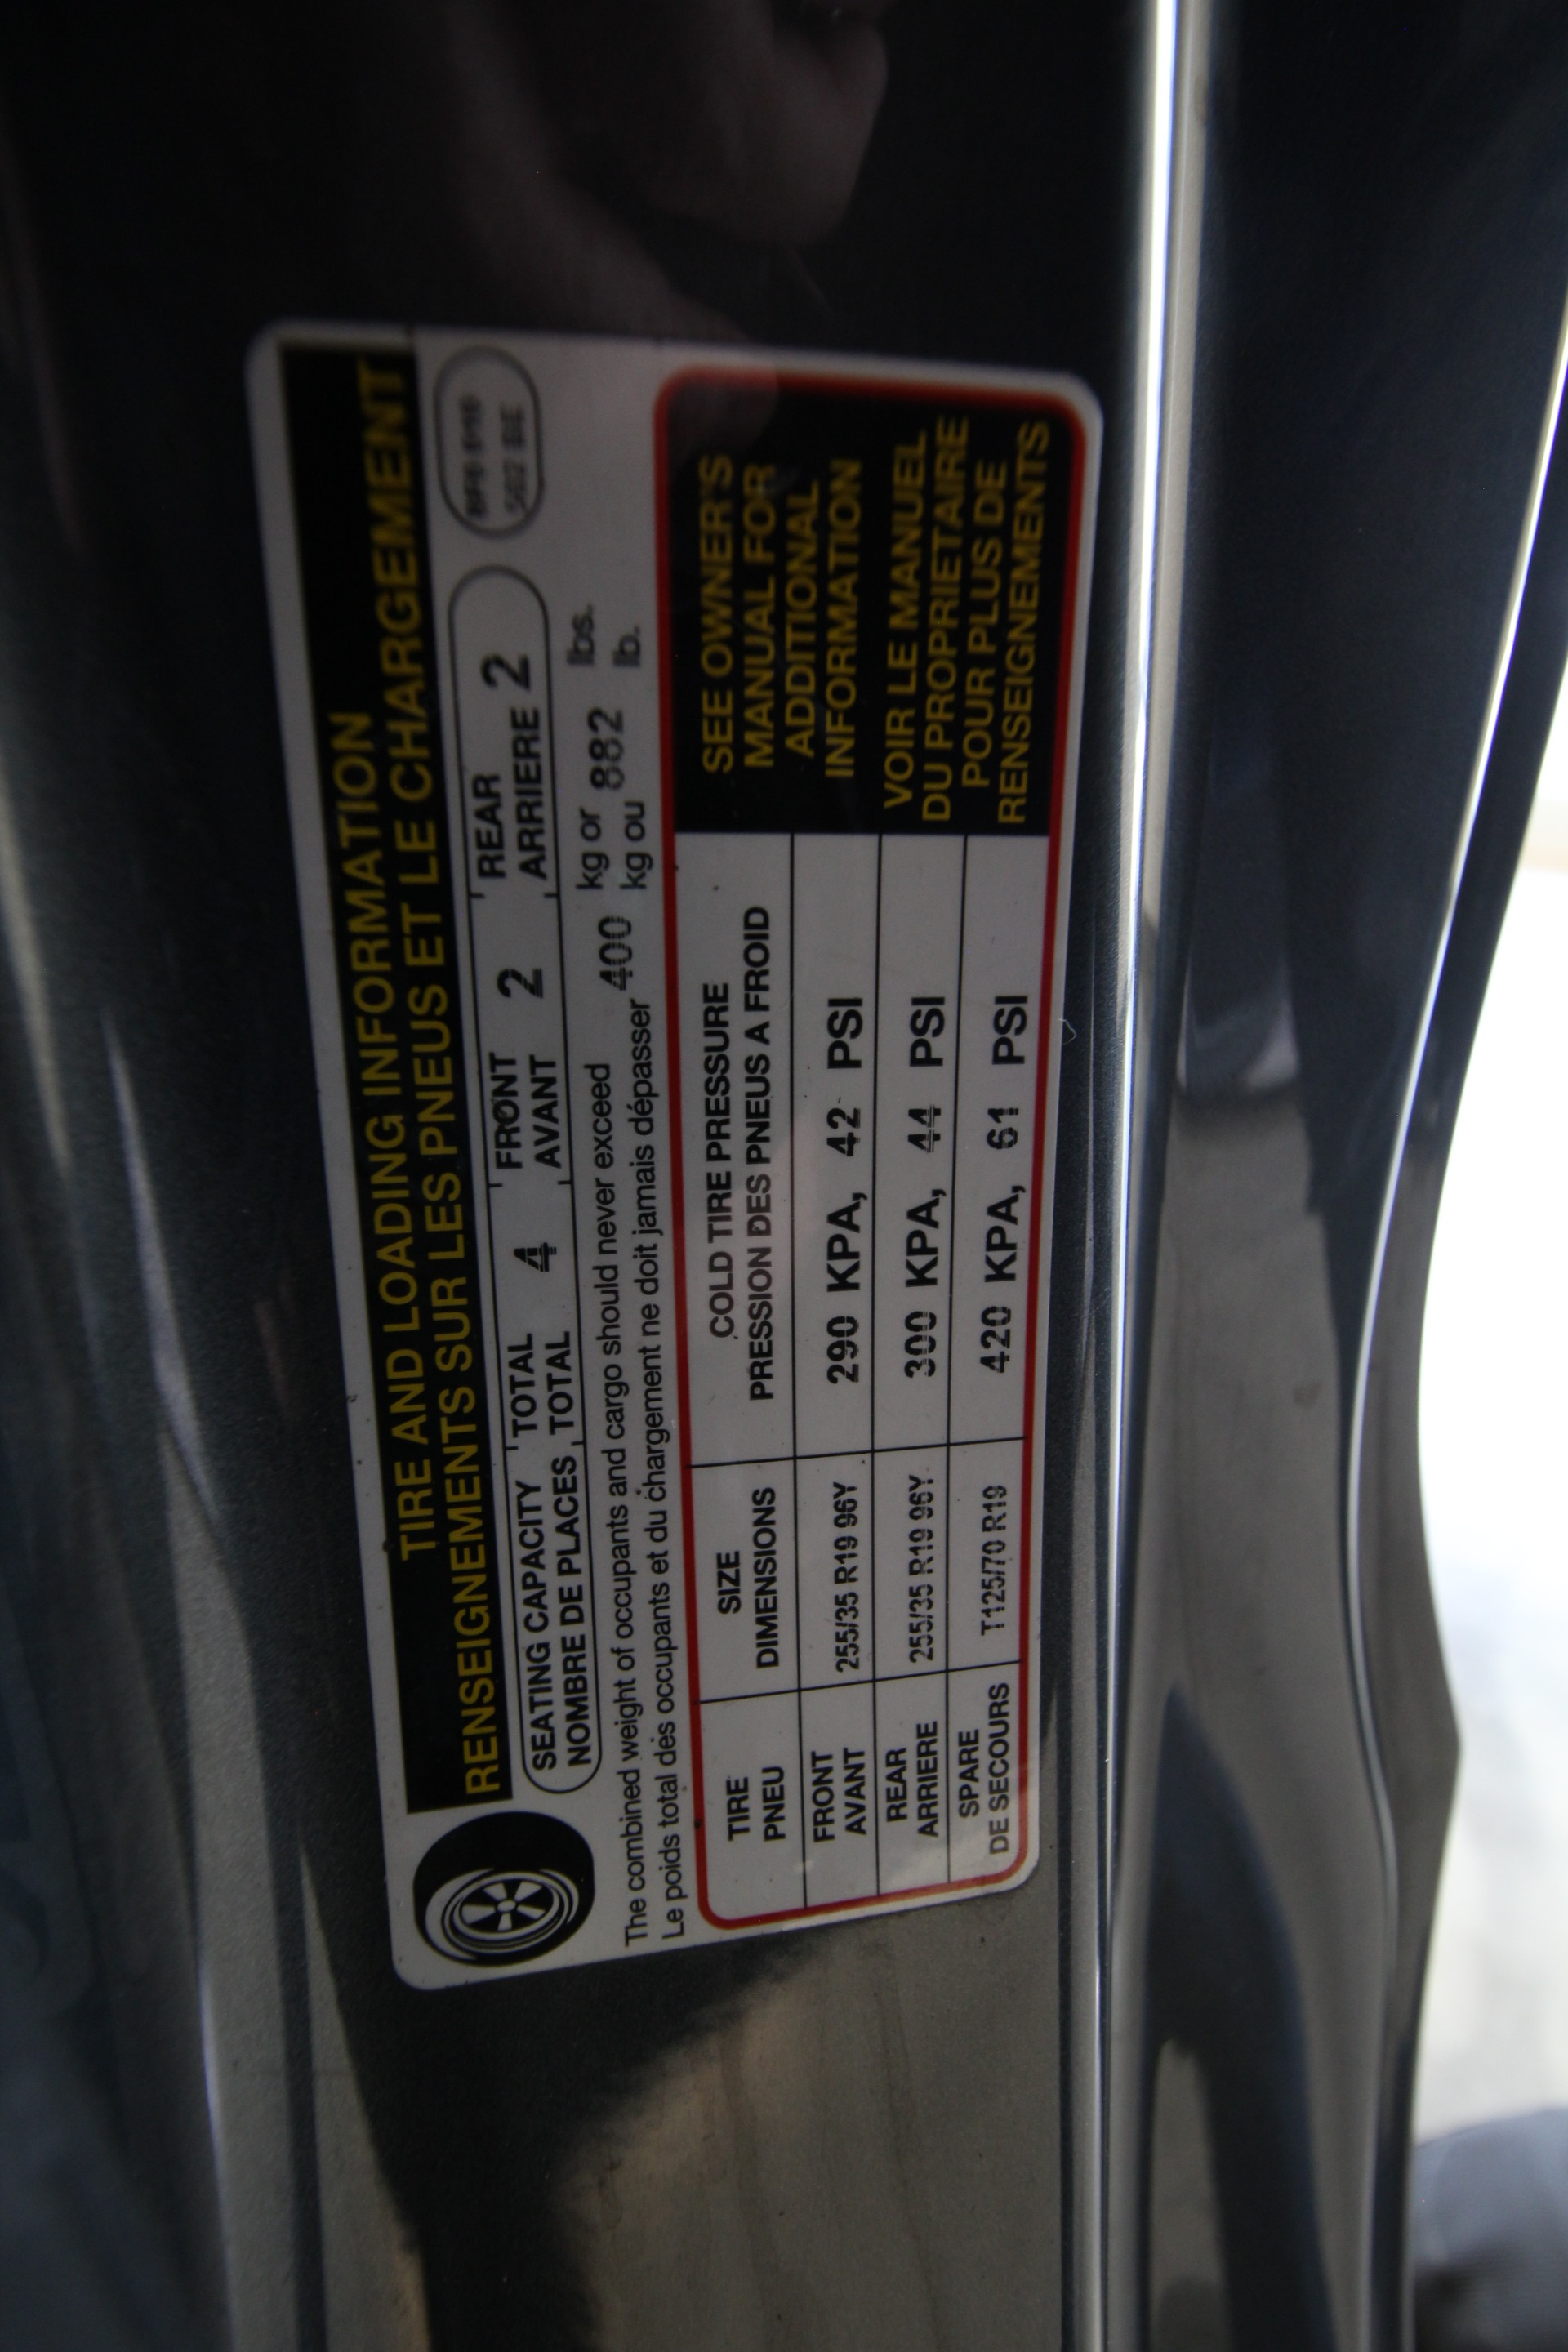 TIRE AND LOADING INFORMATION
RENSEIGNEMENTS SUR LES PNEUS ET LE CHARGEMENT
SEATING CAPACITY TOTAL 4 FRONT 2 REAR 2
NOMBRE DE PLACES TOTAL AVANT ARRIERE
The combined weight of occupants and cargo should never exceed 400 kg or 882 lbs.
Le poids total des occupants et du chargement ne doit jamais dépasser kg ou lb.
TIRE SIZE COLD TIRE PRESSURE
PNEU DIMENSIONS PRESSION DES PNEUS A FROID
FRONT
AVANT
255/35 R19 96Y 290 KPA, 42 PSI
REAR
ARRIERE
255/35 R19 96Y 300 KPA, 44 PSI
SPARE
DE SECOURS
T125/70 R19 420 KPA, 61 PSI
SEE OWNER'S
MANUAL FOR
ADDITIONAL
INFORMATION
VOIR LE MANUEL
DU PROPRIETAIRE
POUR PLUS DE
RENSEIGNEMENTS